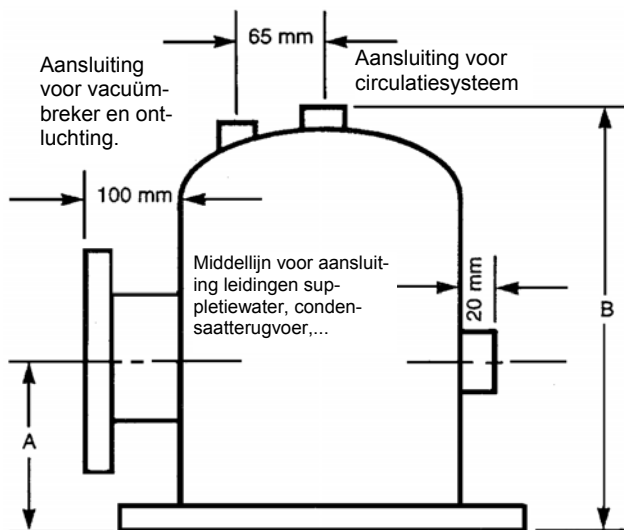 65 mm
Aansluiting
voor vacuüm-
breker en ont-
luchting.
Aansluiting voor
circulatiesysteem
100 mm
Middellijn voor aansluit-
ing leidingen sup-
pletiewater, conden-
saatterugvoer,...
20 mm
B
A